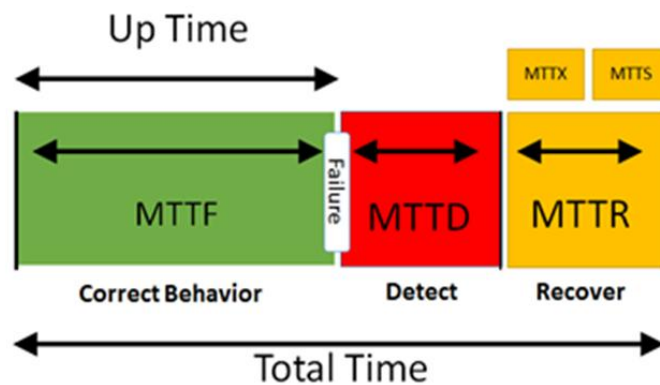 Up Time
MTTX
MTTS
MTTF
Failure
MTTD
MTTR
Correct Behavior
Detect
Recover
Total Time